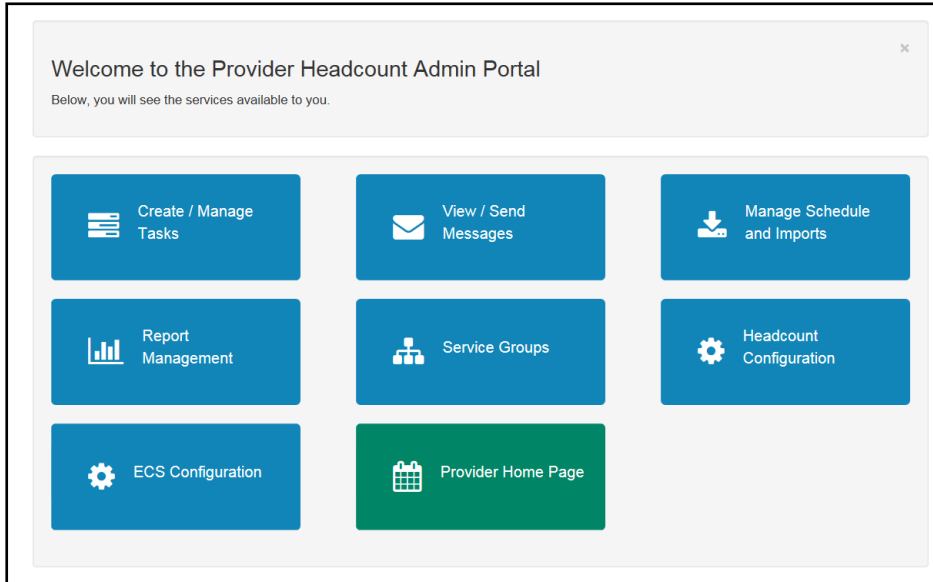 Welcome to the Provider Headcount Admin Portal
×
Below, you will see the services available to you.
Create / Manage
Tasks
View / Send
Messages
Manage Schedule
and Imports
Report
Management
Service Groups
Headcount
Configuration
ECS Configuration
Provider Home Page